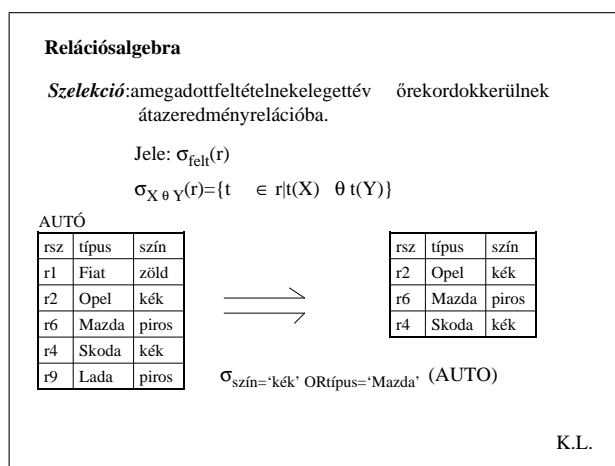 Relációsalgebra
Szelekció:amegadottfeltételnekelegettév őrekordokkerülnek
átazeredményrelációba.
Jele: σfelt(r)
σX θ Y(r)={t ∈ r|t(X) θ t(Y)}
AUTÓ
rsz típus szín
r1 Fiat zöld
r2 Opel kék
r6 Mazda piros
r4 Skoda kék
r9 Lada piros
rsz típus szín
r2 Opel kék
r6 Mazda piros
r4 Skoda kék
σszín=‘kék’ ORtípus=‘Mazda’ (AUTO)
K.L.